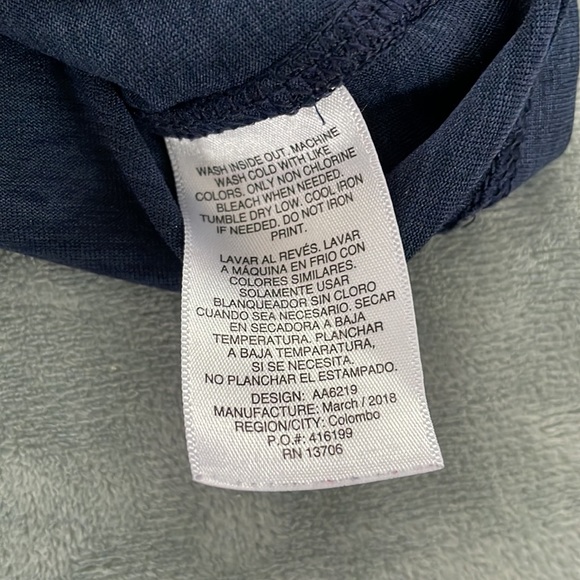 WASH INSIDE OUT. MACHINE
WASH COLD WITH LIKE
COLORS. ONLY NON CHLORINE
BLEACH WHEN NEEDED.
TUMBLE DRY LOW. COOL IRON
IF NEEDED. DO NOT IRON
PRINT.
LAVAR AL REVÉS. LAVAR
A MÁQUINA EN FRIO CON
COLORES SIMILARES.
SOLAMENTE USAR
BLANQUEADOR SIN CLORO
CUANDO SEA NECESARIO. SECAR
EN SECADORA A BAJA
TEMPERATURA. PLANCHAR
A BAJA TEMPARATURA,
SI SE NECESITA.
NO PLANCHAR EL ESTAMPADO.
DESIGN: AA6219
MANUFACTURE: March / 2018
REGION/CITY: Colombo
P.O.#: 416199
RN 13706